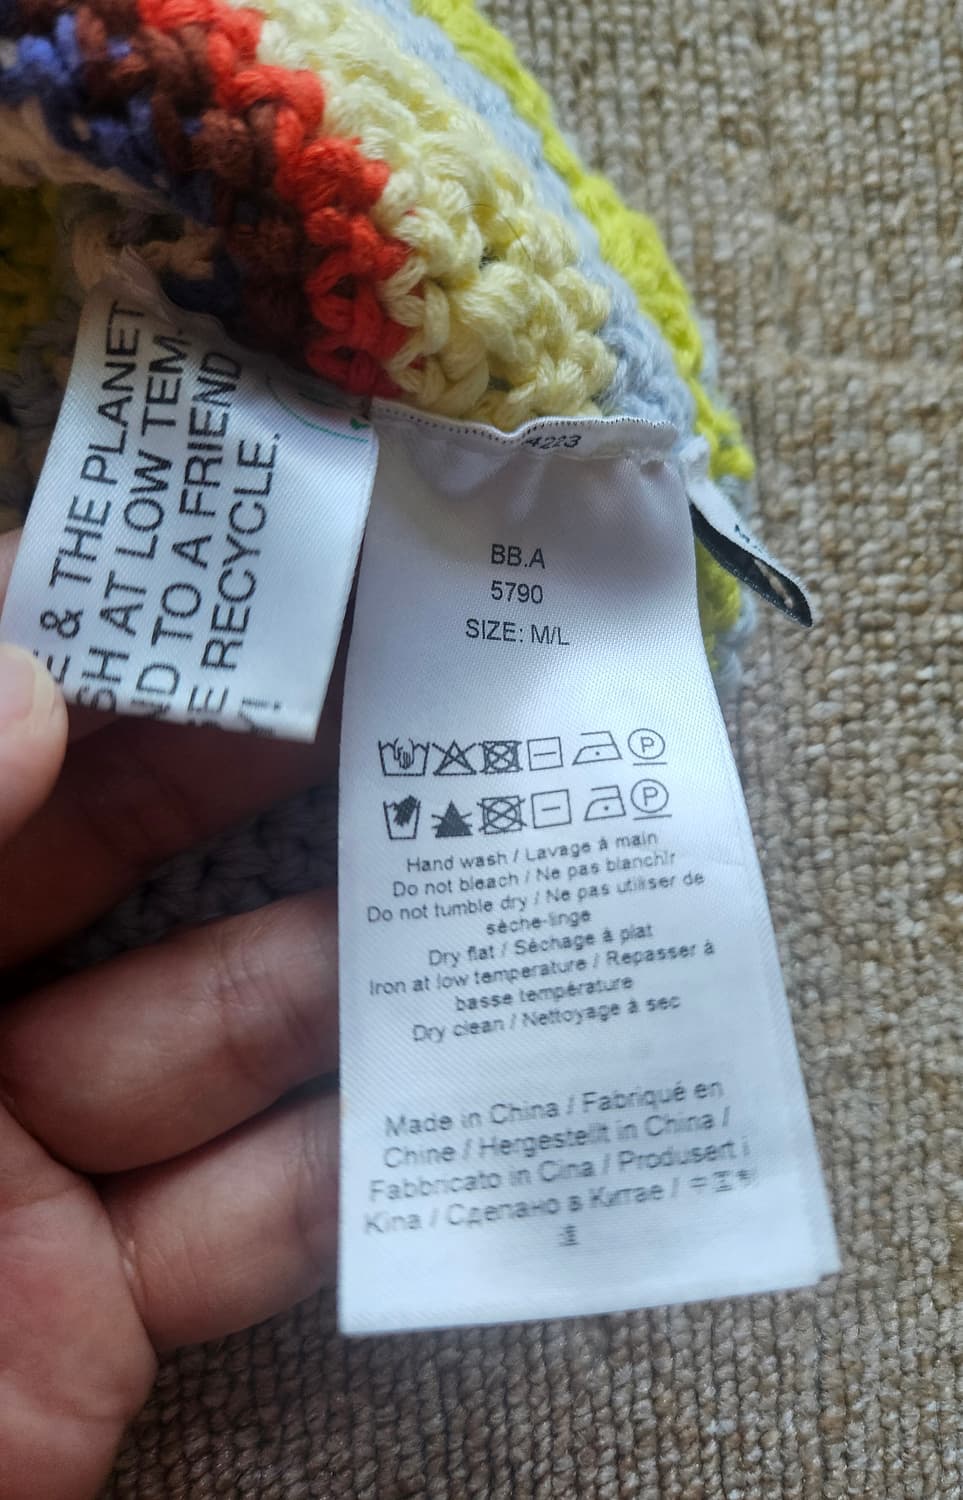 & THE PLANET
AT LOW TEM-
TO A FRIEND
RECYCLE.
4223
BB.A
5790
SIZE: M/L
P
P
Hand wash / Lavage à main
Do not bleach / Ne pas blanchir
Do not tumble dry / Ne pas utiliser de
sèche-linge
Dry flat / Séchage à plat
Iron at low temperature / Repasser à
basse température
Dry clean / Nettoyage à sec
Made in China / Fabriqué en
Chine / Hergestellt in China /
Fabbricato in Cina / Produsert i
Kina / Сделано в Китае / 中国制
造